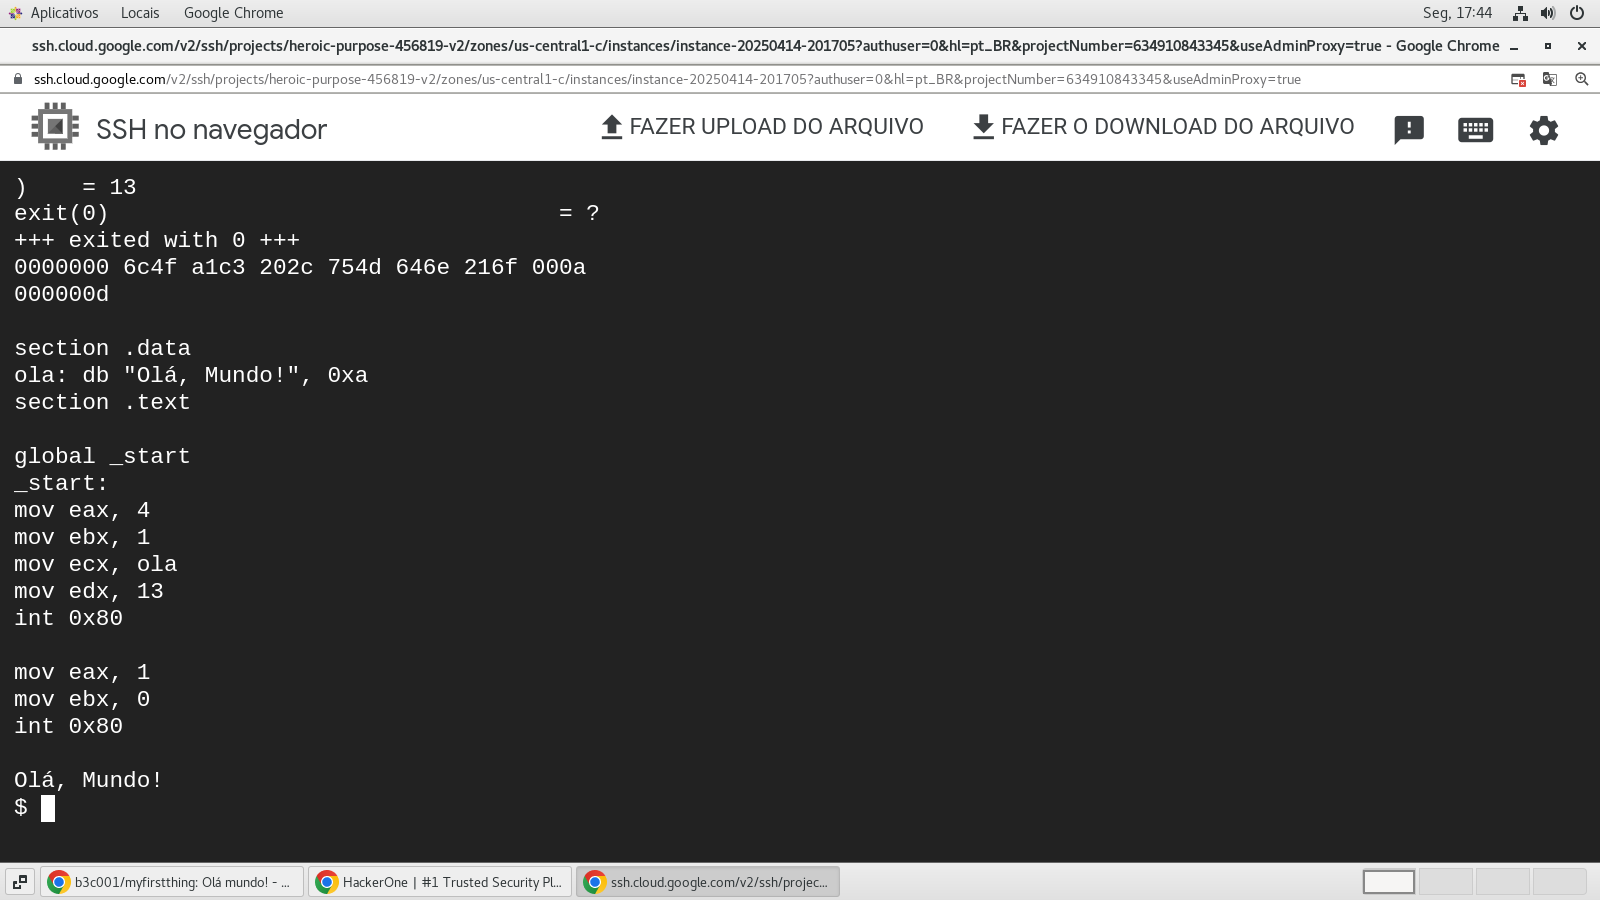 Aplicativos Locais Google Chrome Seg, 17:44
ssh.cloud.google.com/v2/ssh/projects/heroic-purpose-456819-v2/zones/us-central1-c/instances/instance-20250414-201705?authuser=0&hl=pt_BR&projectNumber=634910843345&useAdminProxy=true - Google Chrome
ssh.cloud.google.com/v2/ssh/projects/heroic-purpose-456819-v2/zones/us-central1-c/instances/instance-20250414-201705?authuser=0&hl=pt_BR&projectNumber=634910843345&useAdminProxy=true
SSH no navegador FAZER UPLOAD DO ARQUIVO FAZER O DOWNLOAD DO ARQUIVO
)    = 13
exit(0)                                 = ?
+++ exited with 0 +++
0000000 6c4f a1c3 202c 754d 646e 216f 000a
000000d
section .data
ola: db "Olá, Mundo!", 0xa
section .text
global _start
_start:
mov eax, 4
mov ebx, 1
mov ecx, ola
mov edx, 13
int 0x80
mov eax, 1
mov ebx, 0
int 0x80
Olá, Mundo!
$
b3c001/myfirstthing: Olá mundo! - ... HackerOne | #1 Trusted Security Pl... ssh.cloud.google.com/v2/ssh/projec...